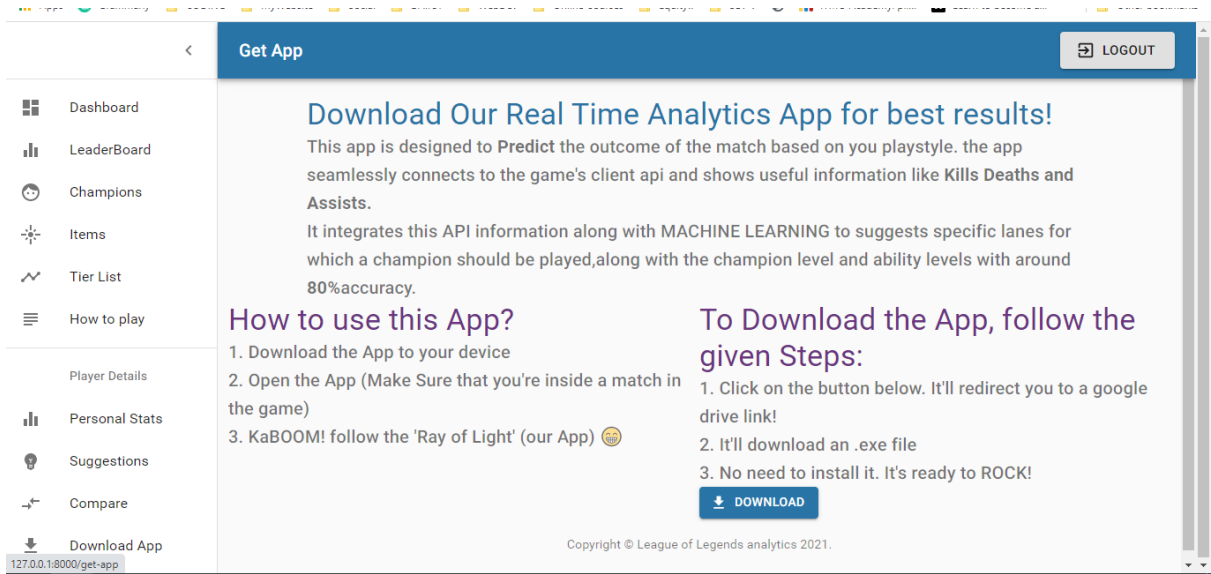 Get App
LOGOUT
Dashboard
LeaderBoard
Champions
Items
Tier List
How to play
Player Details
Personal Stats
Suggestions
Compare
Download App
Download Our Real Time Analytics App for best results!
This app is designed to Predict the outcome of the match based on you playstyle. the app
seamlessly connects to the game's client api and shows useful information like Kills Deaths and
Assists.
It integrates this API information along with MACHINE LEARNING to suggests specific lanes for
which a champion should be played,along with the champion level and ability levels with around
80%accuracy.
How to use this App?
1. Download the App to your device
2. Open the App (Make Sure that you're inside a match in
the game)
3. KaBOOM! follow the 'Ray of Light' (our App) 😁
To Download the App, follow the
given Steps:
1. Click on the button below. It'll redirect you to a google
drive link!
2. It'll download an .exe file
3. No need to install it. It's ready to ROCK!
DOWNLOAD
Copyright © League of Legends analytics 2021.
127.0.0.1:8000/get-app